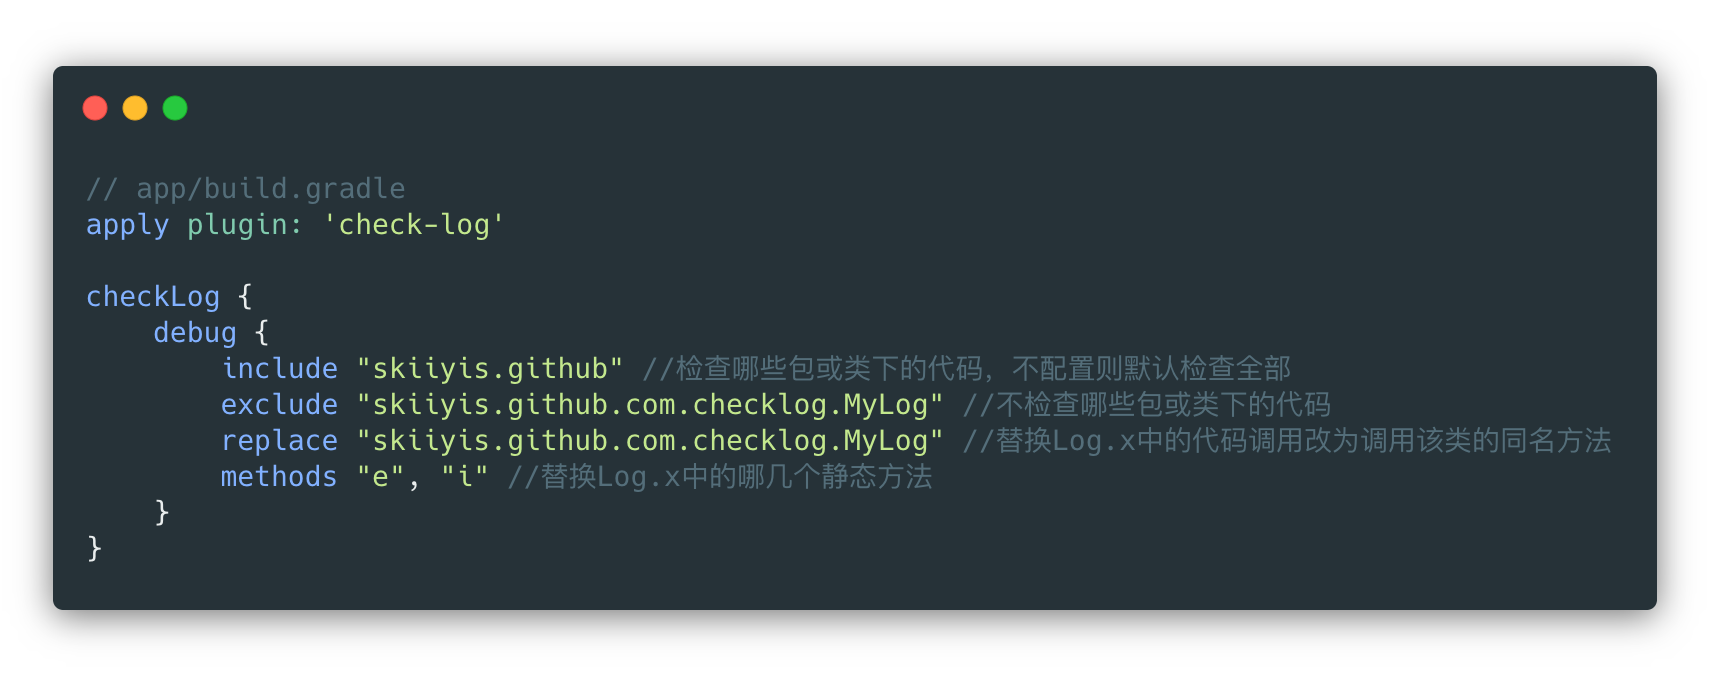 // app/build.gradle
apply plugin: 'check-log'
checkLog {
debug {
include "skiiyis.github" //检查哪些包或类下的代码，不配置则默认检查全部
exclude "skiiyis.github.com.checklog.MyLog" //不检查哪些包或类下的代码
replace "skiiyis.github.com.checklog.MyLog" //替换Log.x中的代码调用改为调用该类的同名方法
methods "e", "i" //替换Log.x中的哪几个静态方法
}
}